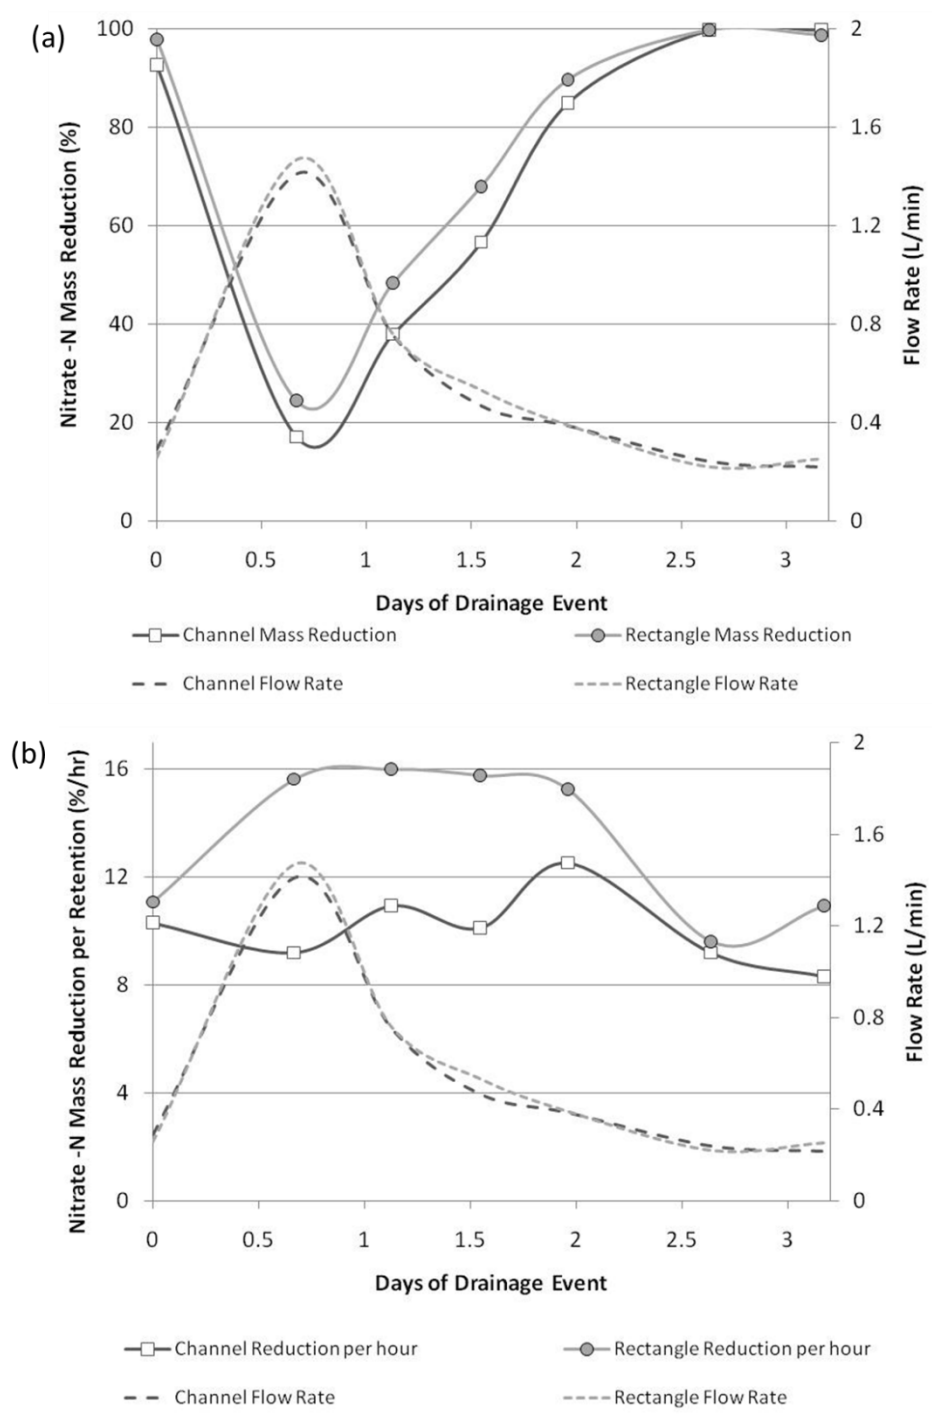 (a)
Nitrate -N Mass Reduction (%)
100
80
60
40
20
0
2
1.6
1.2
0.8
0.4
0
Flow Rate (L/min)
0 0.5 1 1.5 2 2.5 3
Days of Drainage Event
Channel Mass Reduction Rectangle Mass Reduction
Channel Flow Rate Rectangle Flow Rate
(b)
Nitrate -N Mass Reduction per Retention (%/hr)
16
12
8
4
0
2
1.6
1.2
0.8
0.4
0
Flow Rate (L/min)
0 0.5 1 1.5 2 2.5 3
Days of Drainage Event
Channel Reduction per hour Rectangle Reduction per hour
Channel Flow Rate Rectangle Flow Rate